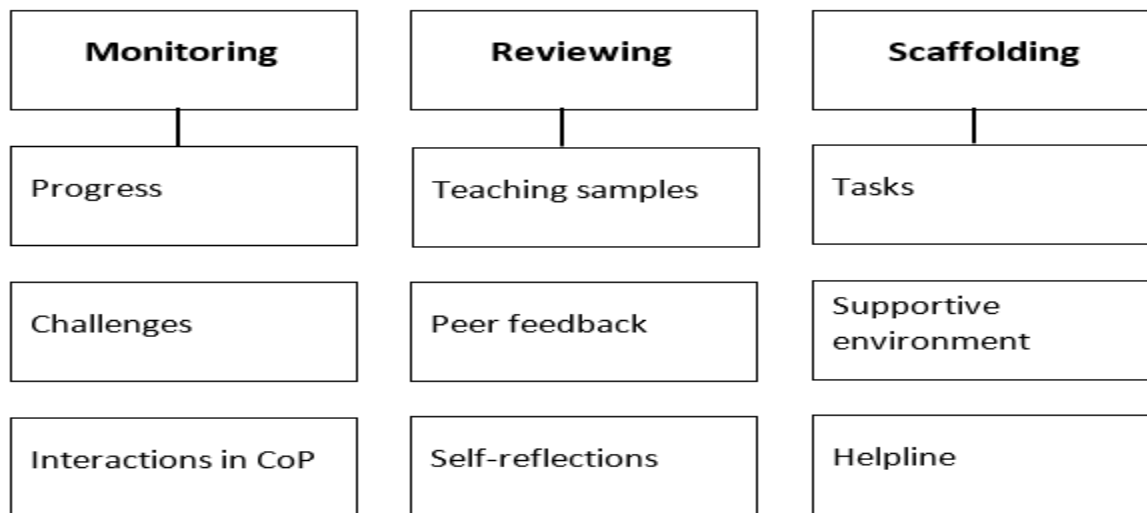 Monitoring
Reviewing
Scaffolding
Progress
Teaching samples
Tasks
Challenges
Peer feedback
Supportive
environment
Interactions in CoP
Self-reflections
Helpline